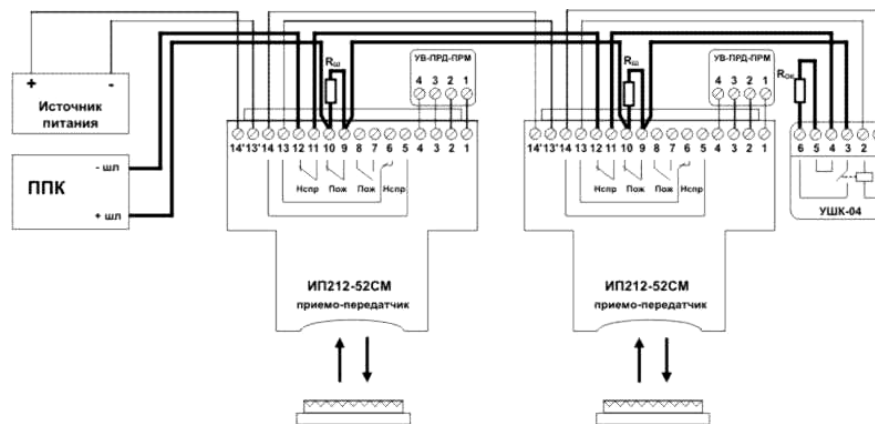 + -
Источник
питания
ППК
- шл
+ шл
Rш
УВ-ПРД-ПРМ
4 3 2 1
14' 13' 14 13 12 11 10 9 8 7 6 5 4 3 2 1
Нспр Пож Пож Нспр
ИП212-52СМ
приемо-передатчик
Rш
УВ-ПРД-ПРМ
4 3 2 1
14' 13' 14 13 12 11 10 9 8 7 6 5 4 3 2 1
Нспр Пож Пож Нспр
ИП212-52СМ
приемо-передатчик
Rок
6 5 4 3 2
УШК-04